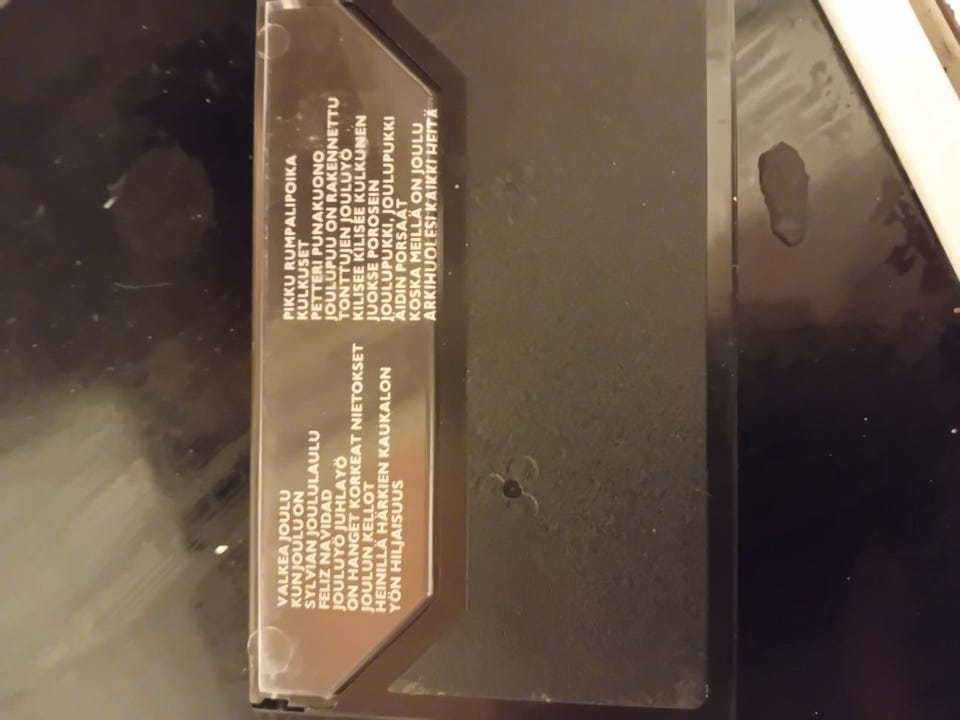 VALKEA JOULU
KUN JOULU ON
SYLVIAN JOULULAULU
FELIZ NAVIDAD
JOULUYÖ JUHLAYÖ
ON HANGET KORKEAT NIETOKSET
JOULUN KELLOT
HEINILLÄ HÄRKIEN KAUKALON
YÖN HILJAISUUS
PIKKU RUMPALIPOIKA
KULKUSET
PETTERI PUNAKUONO
JOULUPUU ON RAKENNETTU
TONTTUJEN JOULUYÖ
KILISEE KILISEE KULKUNEN
JUOKSE POROSEIN
JOULUPUKKI, JOULUPUKKI
ÄIDIN PORSAAT
KOSKA MEILLÄ ON JOULU
ARKIHUOLESI KAIKKI HEITÄ